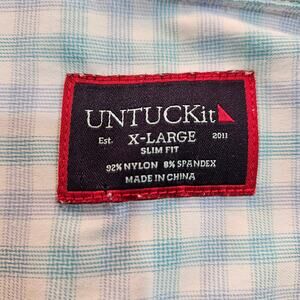 UNTUCKit
Est. X-LARGE 2011
SLIM FIT
92% NYLON 8% SPANDEX
MADE IN CHINA